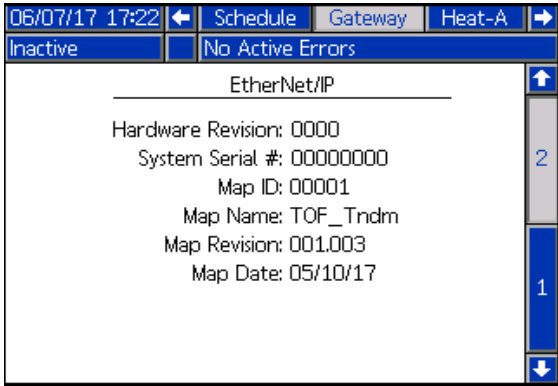 06/07/17 17:22 Schedule Gateway Heat-A
Inactive No Active Errors
EtherNet/IP
Hardware Revision: 0000
System Serial #: 00000000
Map ID: 00001
Map Name: TOF_Tndm
Map Revision: 001.003
Map Date: 05/10/17
2
1